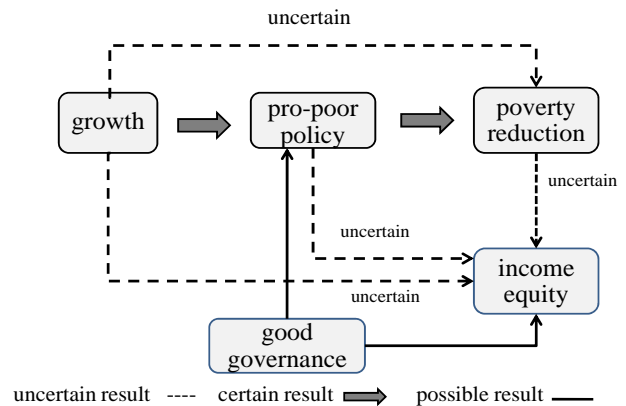 uncertain
growth
pro-poor
policy
poverty
reduction
uncertain
uncertain
income
equity
uncertain
good
governance
uncertain result ---- certain result possible result